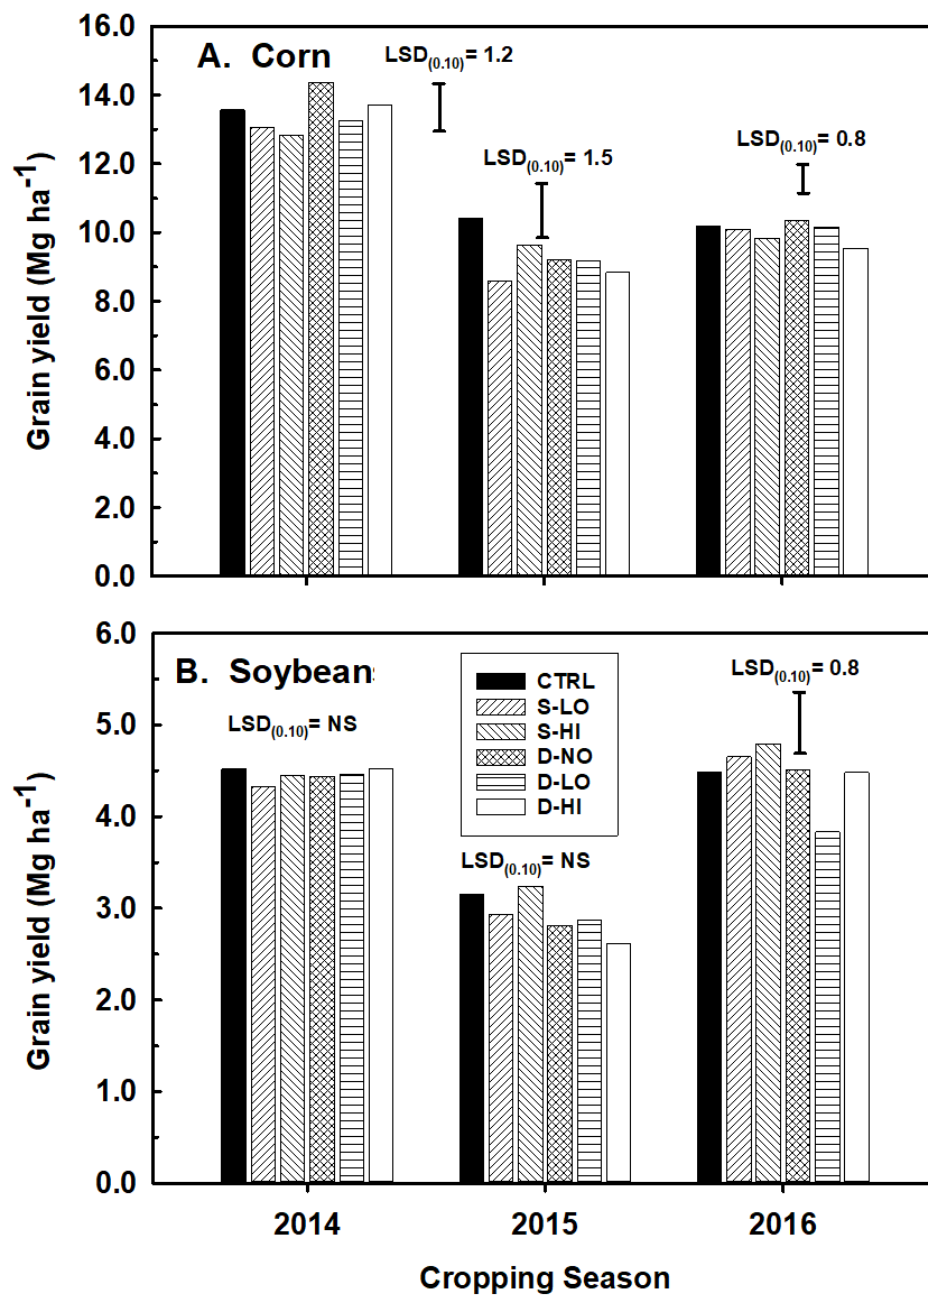 A. Corn
LSD(0.10)= 1.2
LSD(0.10)= 1.5
LSD(0.10)= 0.8
Grain yield (Mg ha-1)
16.0
14.0
12.0
10.0
8.0
6.0
4.0
2.0
0.0
B. Soybeans
LSD(0.10)= NS
LSD(0.10)= NS
LSD(0.10)= 0.8
CTRL
S-LO
S-HI
D-NO
D-LO
D-HI
Grain yield (Mg ha-1)
6.0
5.0
4.0
3.0
2.0
1.0
0.0
2014 2015 2016
Cropping Season